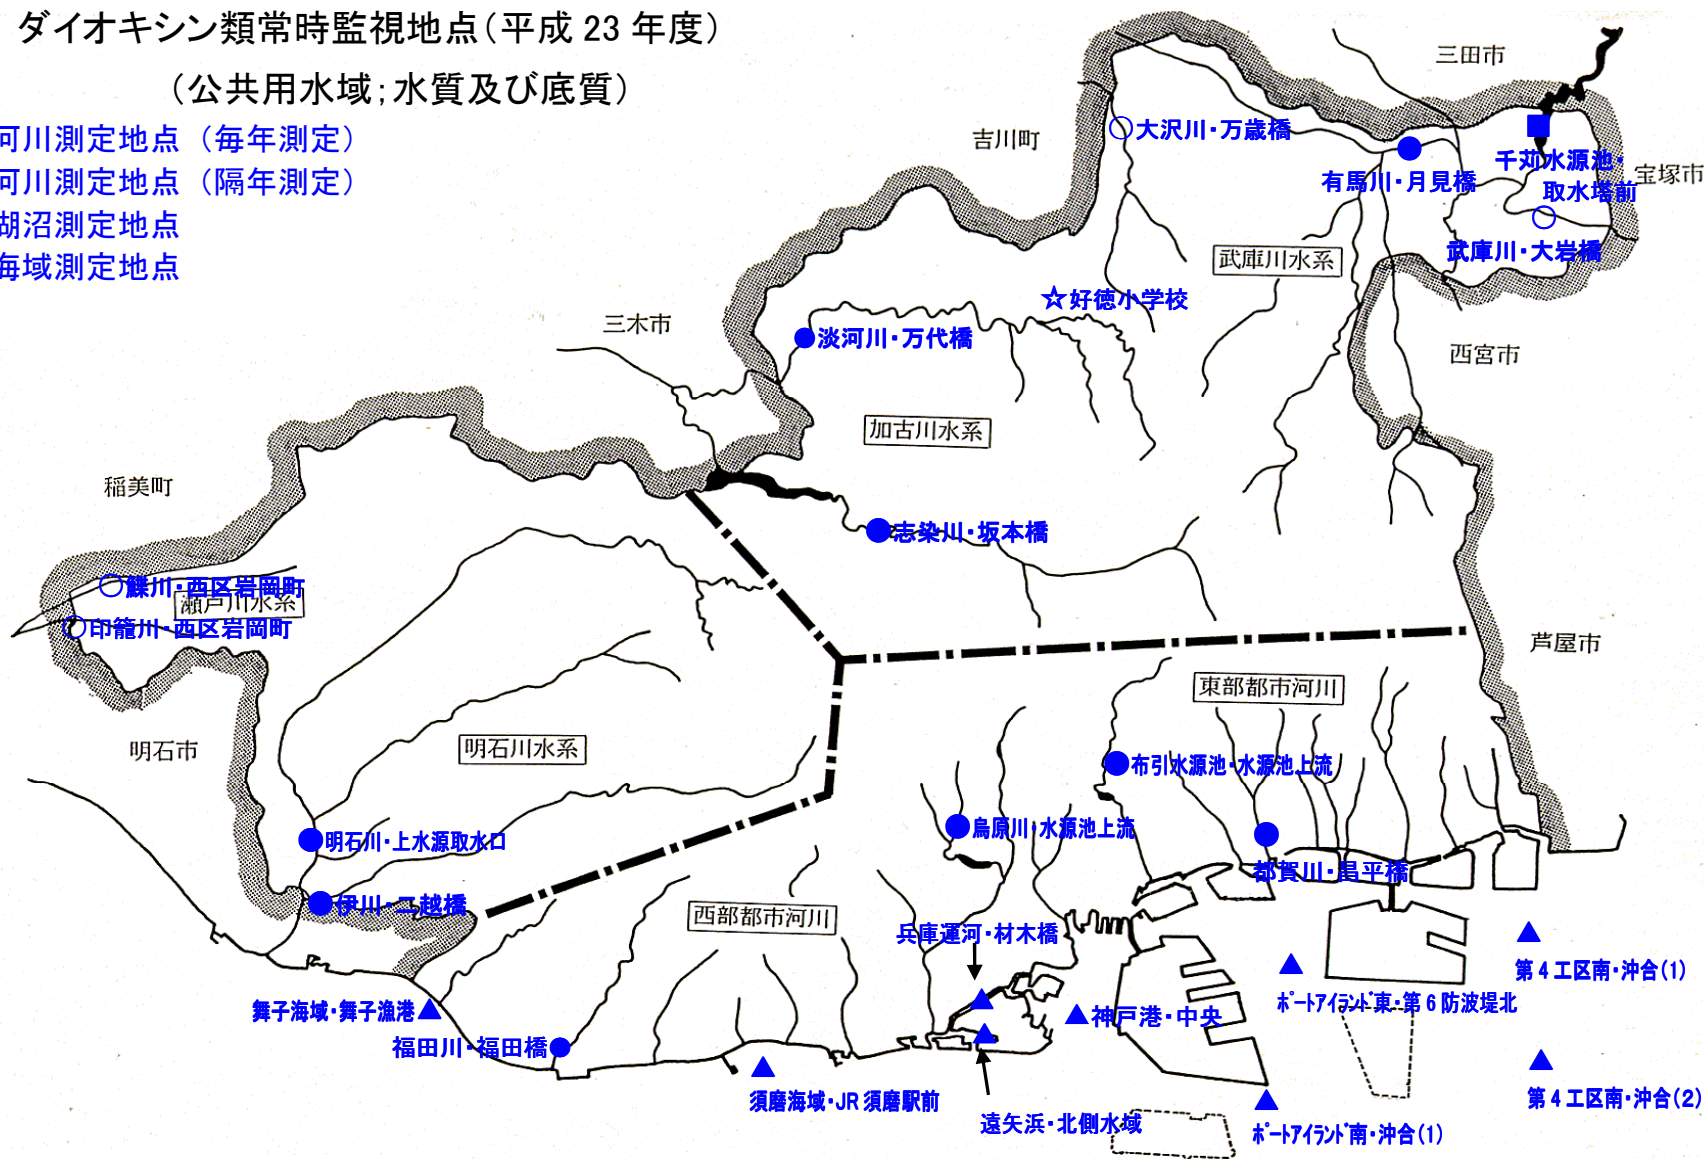 ダイオキシン類常時監視地点(平成 23 年度)
(公共用水域;水質及び底質)
河川測定地点 (毎年測定)
河川測定地点 (隔年測定)
湖沼測定地点
海域測定地点
三田市
吉川町
☆好徳小学校
大沢川・万歳橋
有馬川・月見橋
千苅水源池・
取水塔前
宝塚市
武庫川・大岩橋
武庫川水系
三木市
淡河川・万代橋
西宮市
加古川水系
稲美町
志染川・坂本橋
鰈川・西区岩岡町
瀬戸川水系
印籠川・西区岩岡町
芦屋市
東部都市河川
明石市
明石川水系
布引水源池・水源池上流
明石川・上水源取水口
烏原川・水源池上流
都賀川・昌平橋
伊川・二越橋
西部都市河川
兵庫運河・材木橋
第4工区南・沖合(1)
ポートアイランド東・第6防波堤北
舞子海域・舞子漁港
神戸港・中央
福田川・福田橋
須磨海域・JR須磨駅前
遠矢浜・北側水域
ポートアイランド南・沖合(1)
第4工区南・沖合(2)